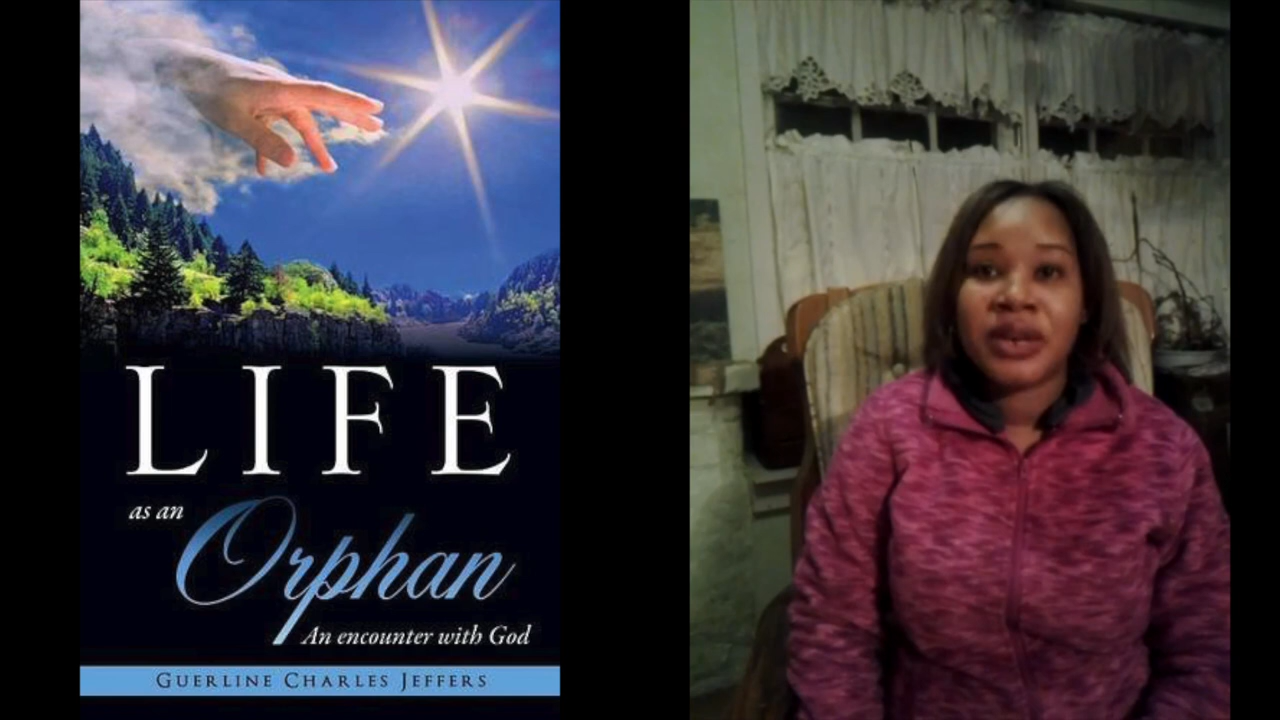 LIFE
as an
Orphan
An encounter with God
GUERLINE CHARLES JEFFERS